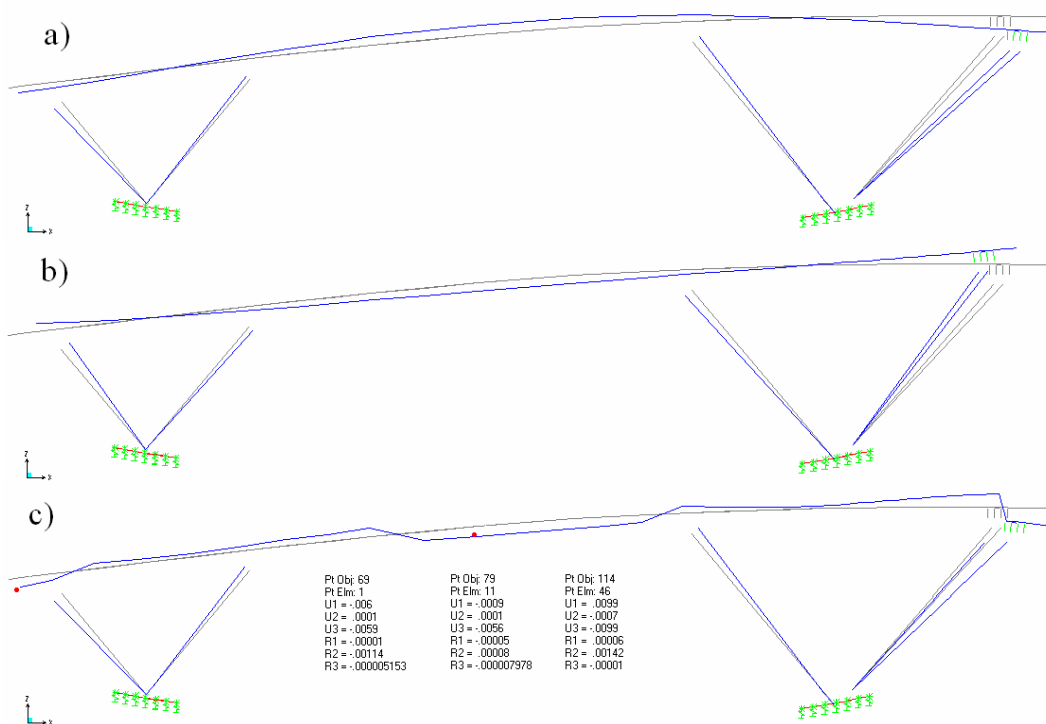 a)
z
x
b)
z
x
c)
Pt Obj: 69
Pt Elm: 1
U1 = -.006
U2 = .0001
U3 = -.0059
R1 = -.00001
R2 = -.00114
R3 = -.000005153
Pt Obj: 79
Pt Elm: 11
U1 = -.0009
U2 = .0001
U3 = -.0056
R1 = -.00005
R2 = .00008
R3 = -.000007978
Pt Obj: 114
Pt Elm: 46
U1 = .0099
U2 = -.0007
U3 = -.0099
R1 = .00006
R2 = .00142
R3 = -.00001
z
x